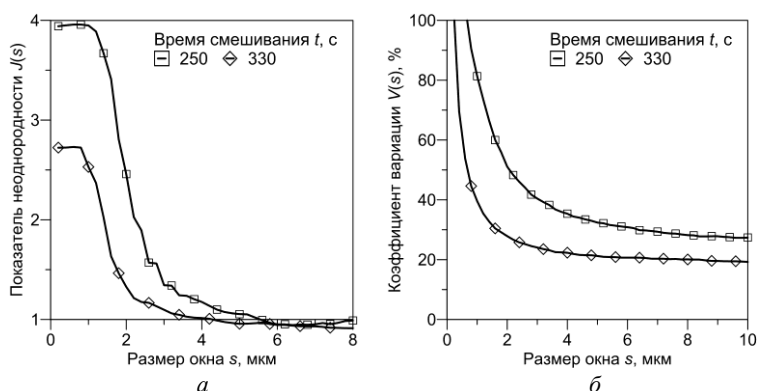 Показатель неоднородности J(s)
4
3
2
1
Время смешивания t, с
250 330
0 2 4 6 8
Размер окна s, мкм
а
Коэффициент вариации V(s), %
100
80
60
40
20
0
Время смешивания t, с
250 330
0 2 4 6 8 10
Размер окна s, мкм
б